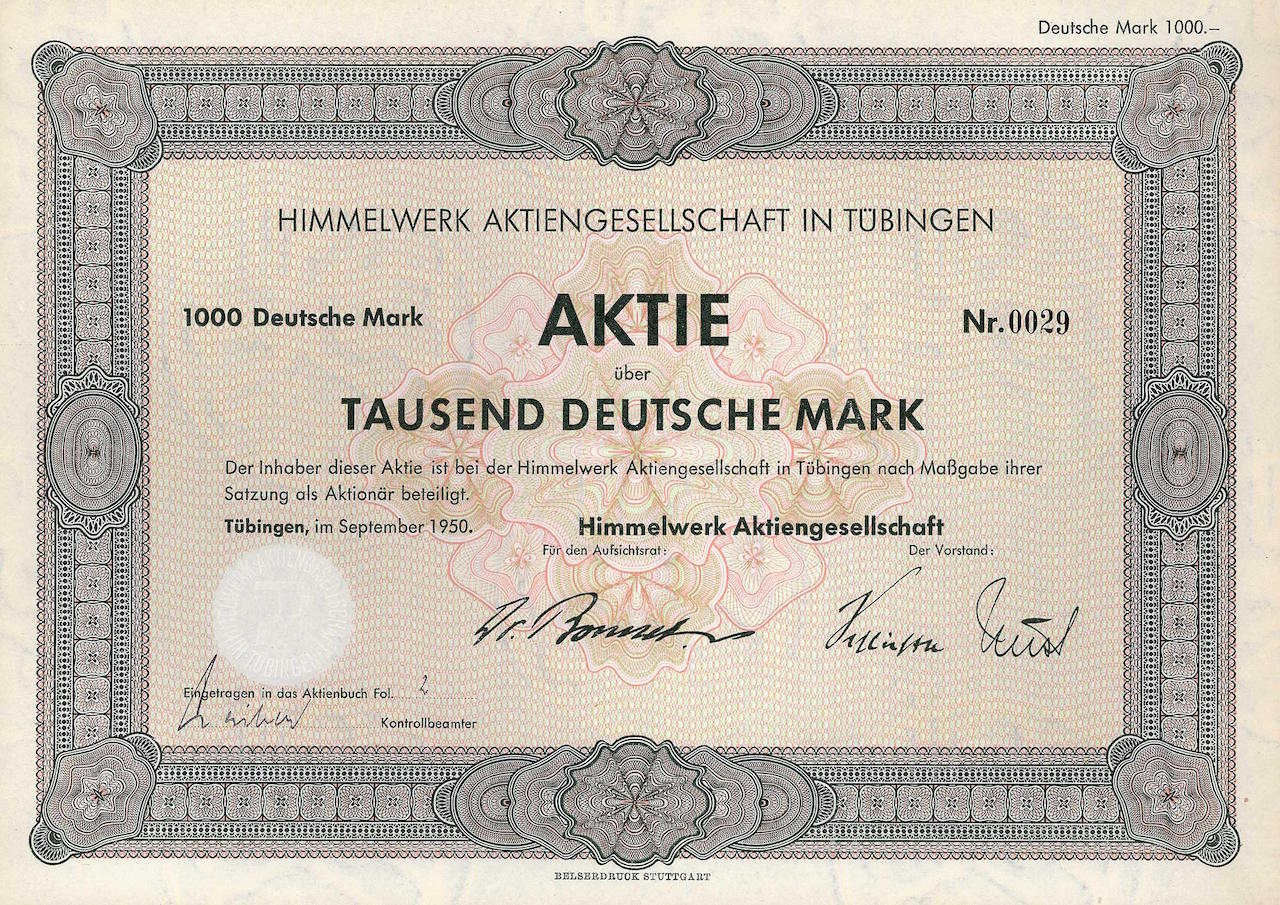 Deutsche Mark 1000.–
HIMMELWERK AKTIENGESELLSCHAFT IN TÜBINGEN
1000 Deutsche Mark
AKTIE
Nr. 0029
über
TAUSEND DEUTSCHE MARK
Der Inhaber dieser Aktie ist bei der Himmelwerk Aktiengesellschaft in Tübingen nach Maßgabe ihrer
Satzung als Aktionär beteiligt.
Tübingen, im September 1950.
Himmelwerk Aktiengesellschaft
Für den Aufsichtsrat:
Der Vorstand:
Dr.
Eingetragen in das Aktienbuch Fol. 2
Kontrollbeamter
BELSERDRUCK STUTTGART